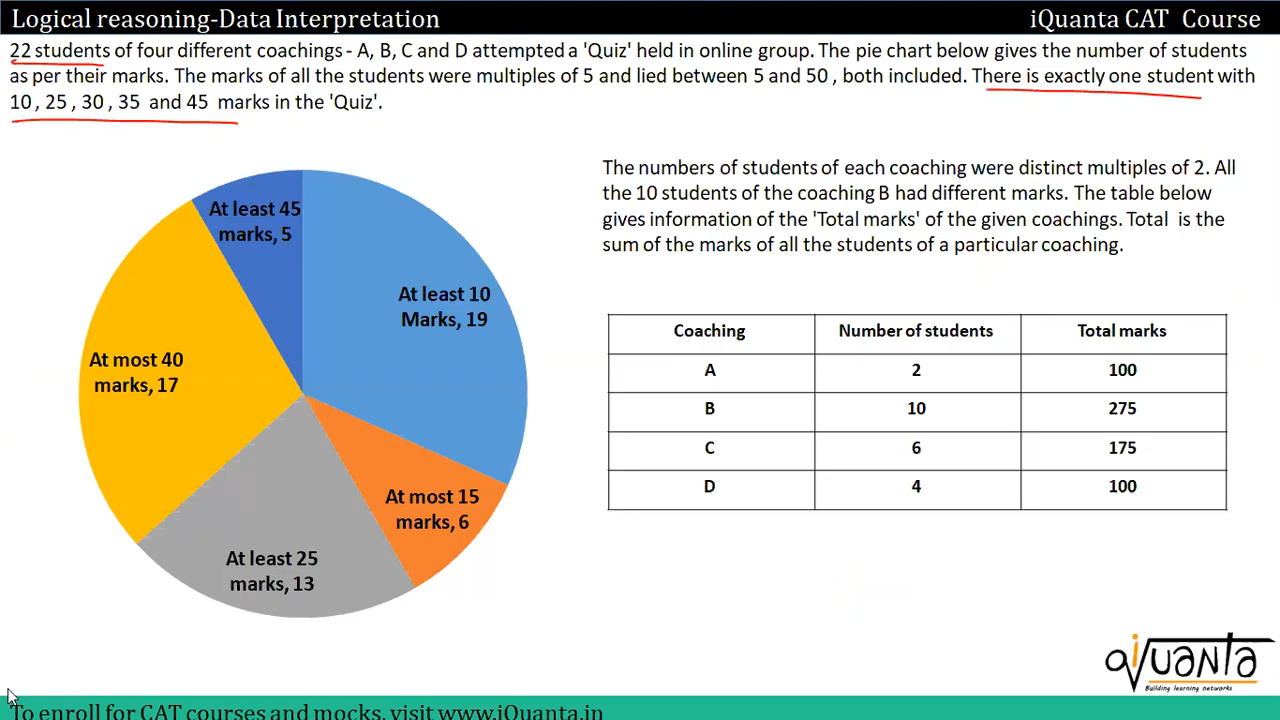 Logical reasoning-Data Interpretation
iQuanta CAT Course
22 students of four different coachings - A, B, C and D attempted a 'Quiz' held in online group. The pie chart below gives the number of students
as per their marks. The marks of all the students were multiples of 5 and lied between 5 and 50 , both included. There is exactly one student with
10 , 25 , 30 , 35 and 45 marks in the 'Quiz'.
At least 45
marks, 5
At least 10
Marks, 19
At most 40
marks, 17
At most 15
marks, 6
At least 25
marks, 13
The numbers of students of each coaching were distinct multiples of 2. All
the 10 students of the coaching B had different marks. The table below
gives information of the 'Total marks' of the given coachings. Total is the
sum of the marks of all the students of a particular coaching.
Coaching Number of students Total marks
A 2 100
B 10 275
C 6 175
D 4 100
iQuanta
Building learning networks
To enroll for CAT courses and mocks, visit www.iQuanta.in